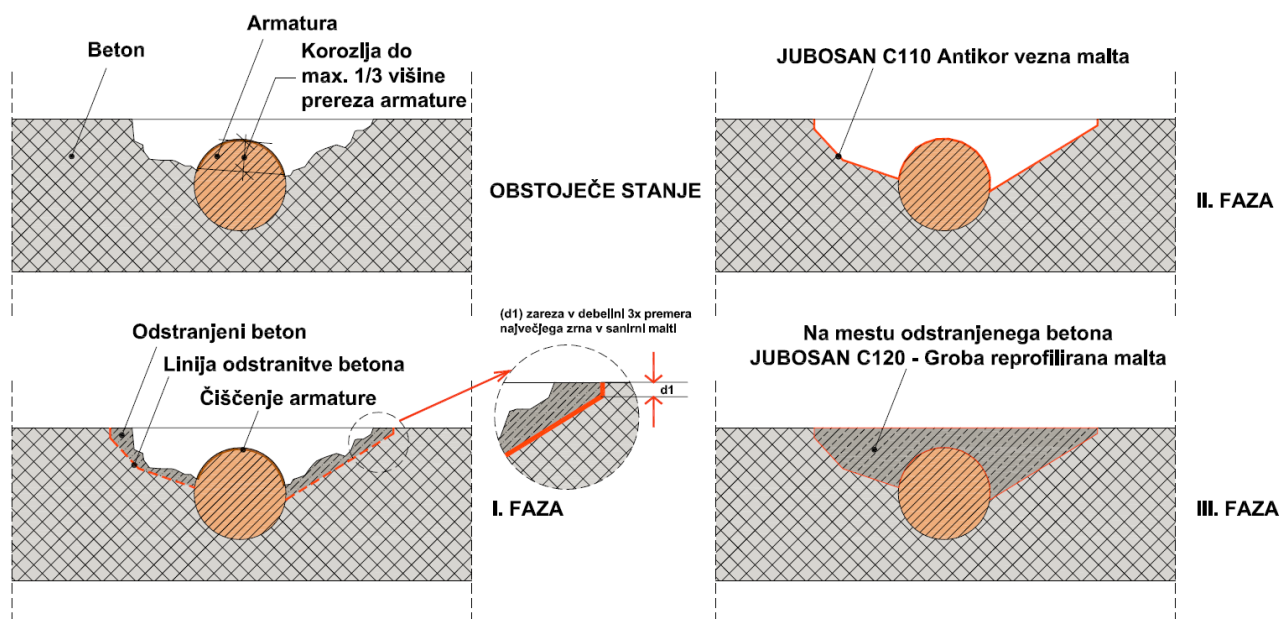 Armatura
Beton
Korozija do
max. 1/3 višine
prereza armature
OBSTOJEČE STANJE
JUBOSAN C110 Antikor vezna malta
II. FAZA
Odstranjeni beton
Linija odstranitve betona
Čiščenje armature
(d1) zareza v debelini 3x premera
največjega zrna v sanirni malti
d1
I. FAZA
Na mestu odstranjenega betona
JUBOSAN C120 - Groba reprofilirana malta
III. FAZA